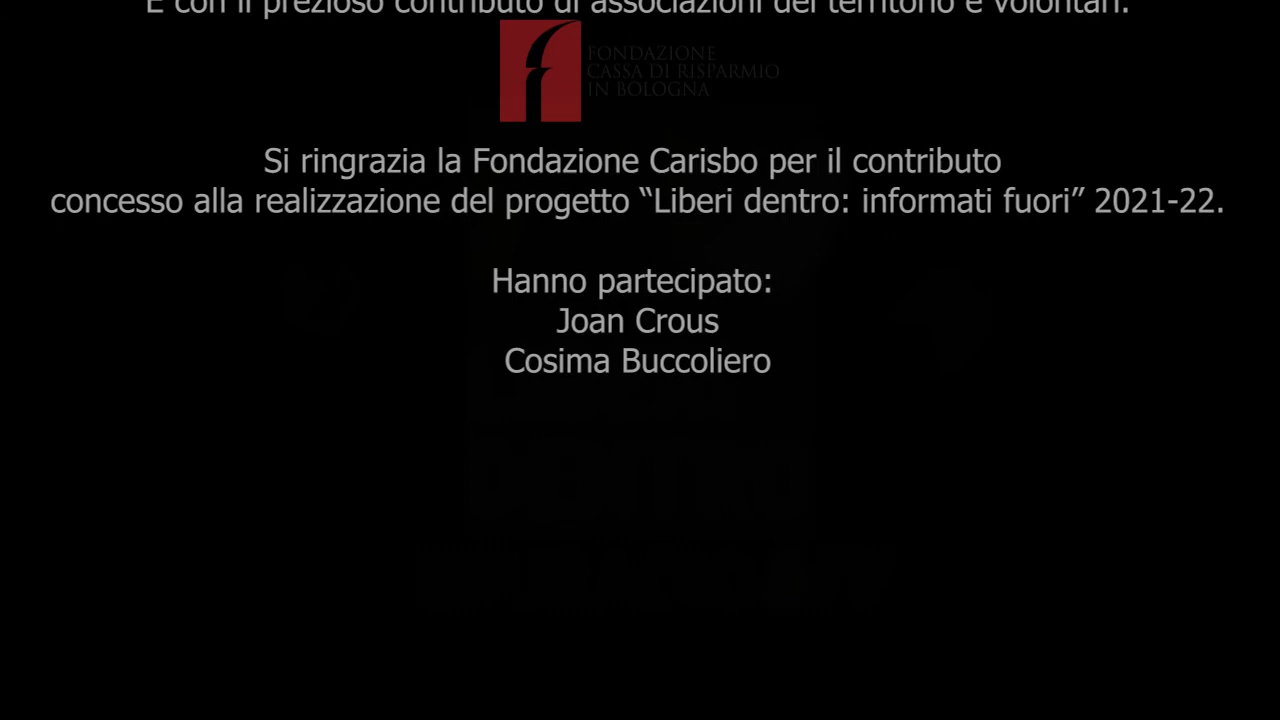 E con il prezioso contributo di associazioni del territorio e volontari.
FONDAZIONE
CASSA DI RISPARMIO
IN BOLOGNA
Si ringrazia la Fondazione Carisbo per il contributo
concesso alla realizzazione del progetto “Liberi dentro: informati fuori” 2021-22.
Hanno partecipato:
Joan Crous
Cosima Buccoliero